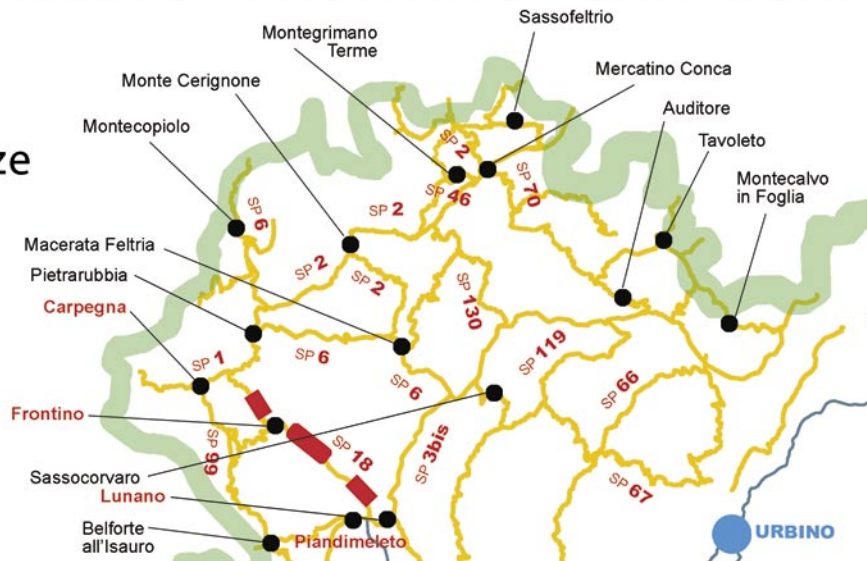 Sassofeltrio
Montegrimano
Terme
Mercatino Conca
Monte Cerignone
Auditore
Montecopiolo
Tavoleto
ze
SP 2
Montecalvo
in Foglia
SP 46
SP 70
SP 6
SP 2
Macerata Feltria
SP 2
SP 2
Pietrarubbia
Carpegna
SP 130
SP 1
SP 6
SP 119
SP 6
SP 66
Frontino
SP 66
SP 18
SP 3bis
Sassocorvaro
SP 67
Lunano
Belforte
all'Isauro
Piandimeleto
URBINO